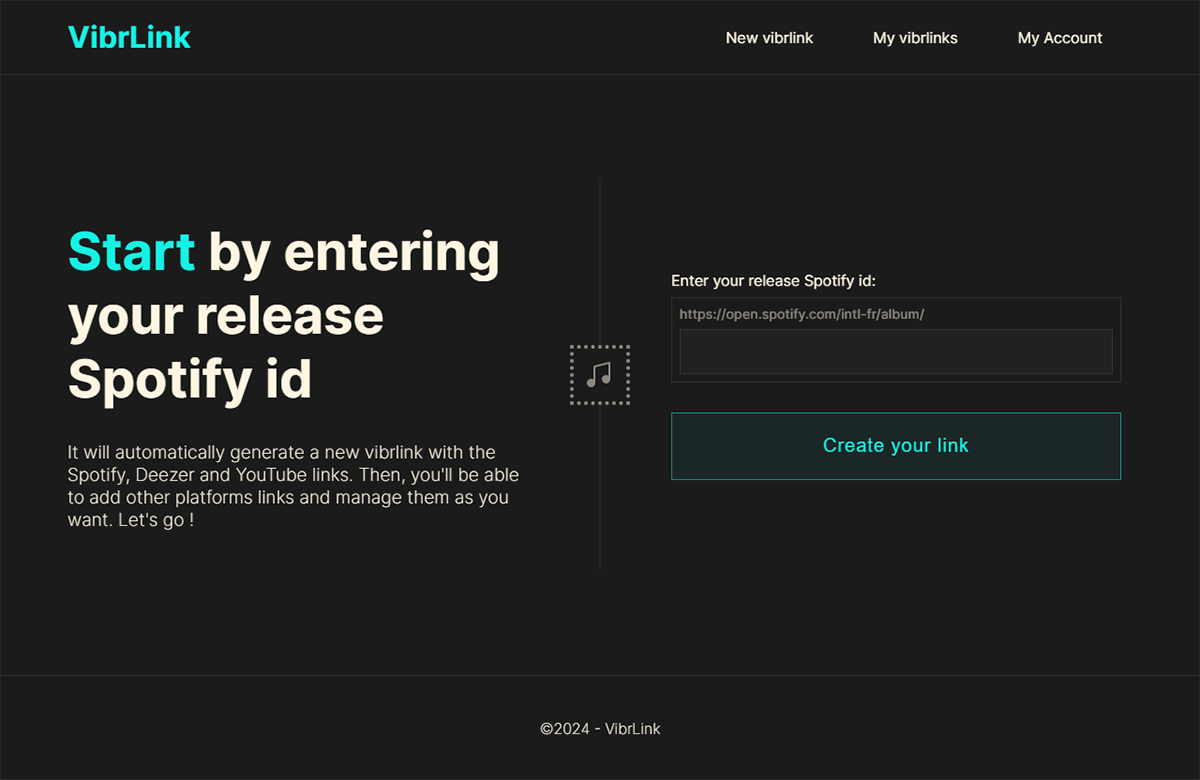 VibrLink
New vibrlink
My vibrlinks
My Account
Start by entering
your release
Spotify id
It will automatically generate a new vibrlink with the
Spotify, Deezer and YouTube links. Then, you'll be able
to add other platforms links and manage them as you
want. Let's go !
Enter your release Spotify id:
https://open.spotify.com/intl-fr/album/
Create your link
©2024 - VibrLink